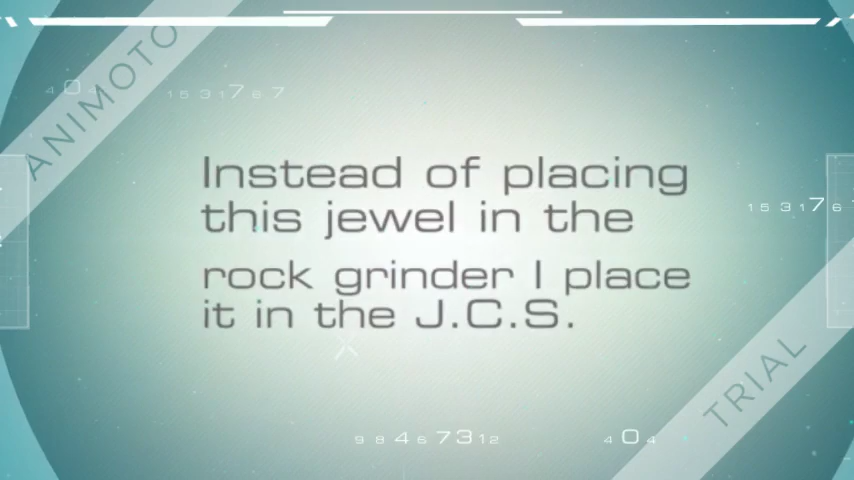 ANIMOTO
4 0 4
1 5 3 1 7 6 7
Instead of placing
this jewel in the
1 5 3 1 7 6
rock grinder I place
it in the J.C.S.
TRIAL
9 8 4 6 7 3 1 2
4 0 4